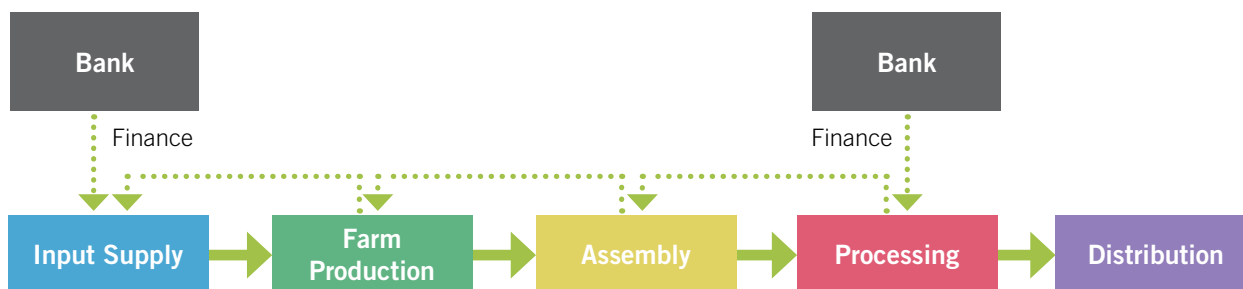 Bank
Bank
Finance
Finance
Input Supply
Farm
Production
Assembly
Processing
Distribution